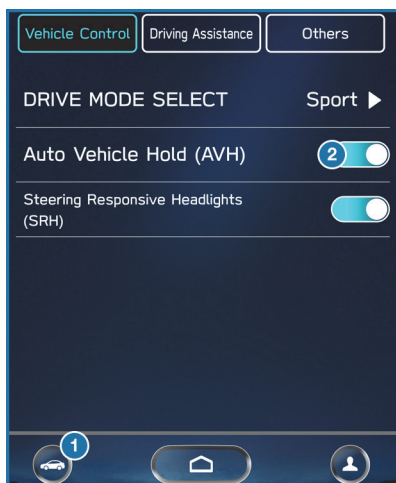 Vehicle Control Driving Assistance Others
DRIVE MODE SELECT Sport
Auto Vehicle Hold (AVH) 2
Steering Responsive Headlights
(SRH)
1